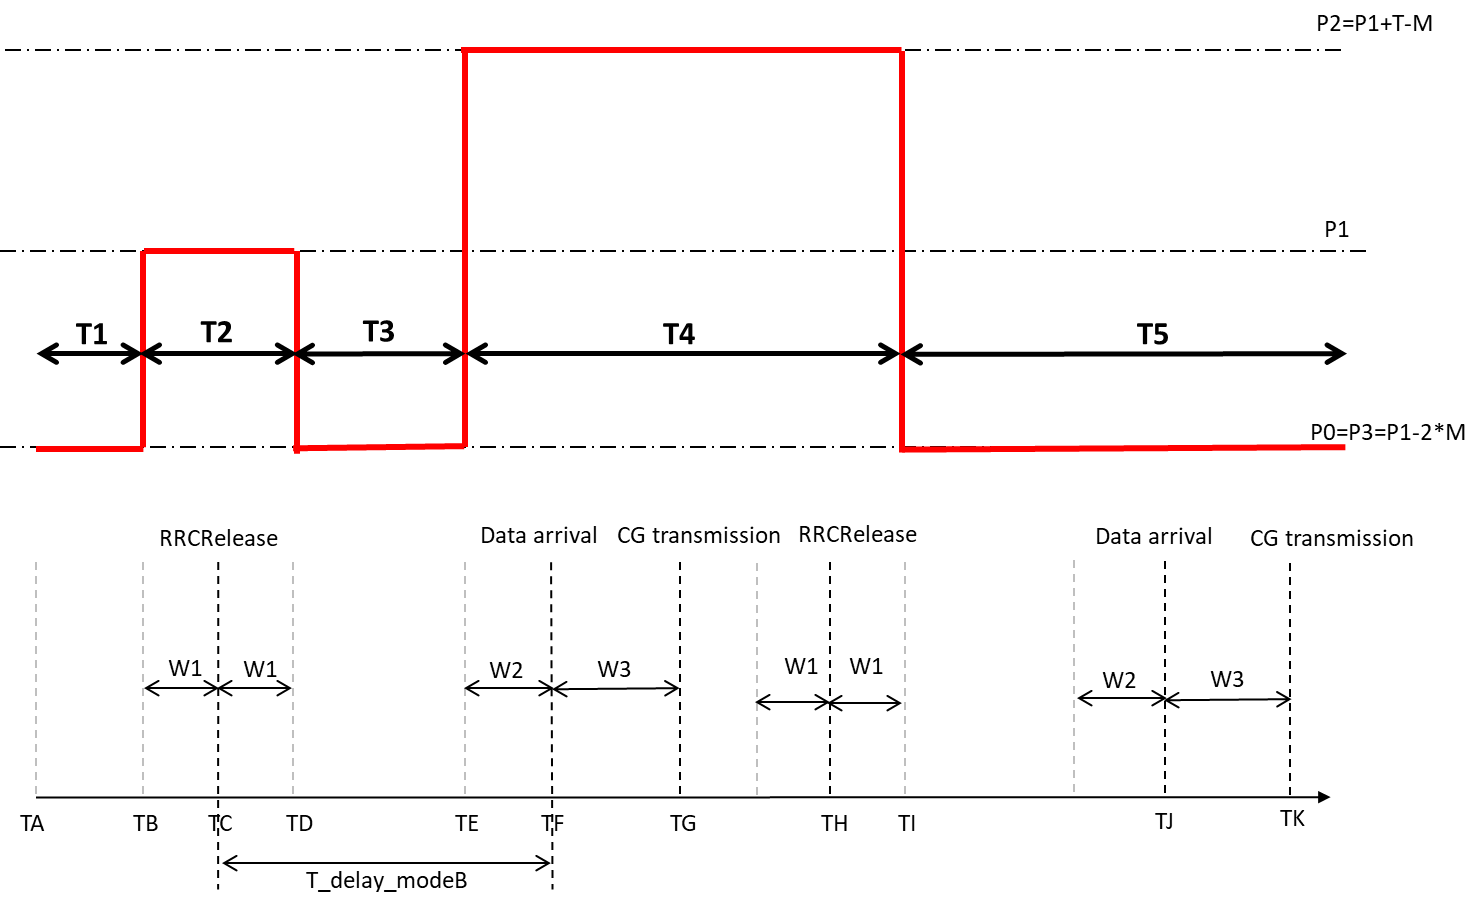 P2=P1+T-M
P1
T1 T2 T3 T4 T5
P0=P3=P1-2*M
RRCRelease Data arrival CG transmission RRCRelease Data arrival CG transmission
W1 W1 W2 W3 W1 W1 W2 W3
TA TB TC TD TE TF TG TH TI TJ TK
T_delay_modeB